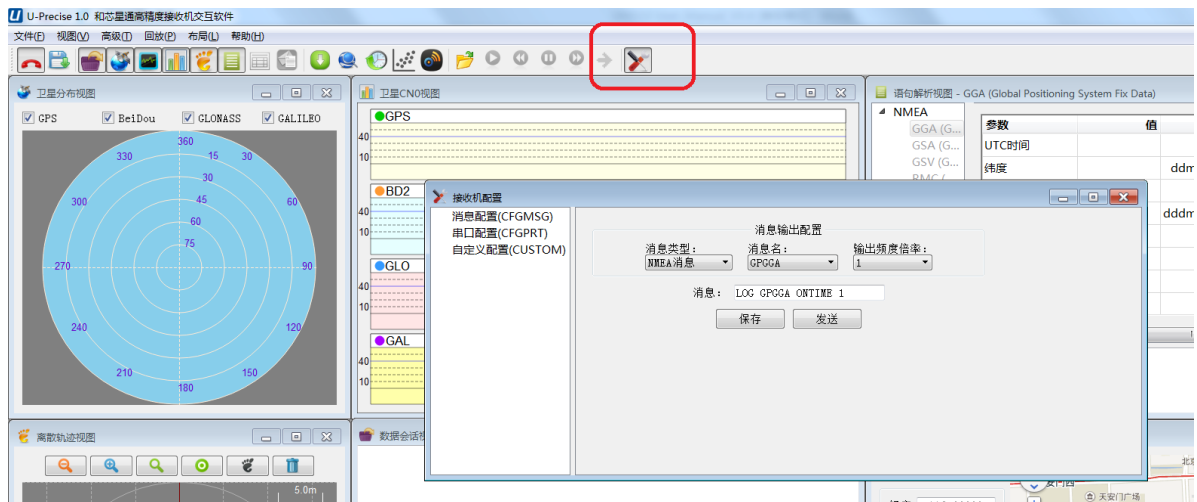 U-Precise 1.0 和芯星通高精度接收机交互软件
文件(F) 视图(V) 高级(T) 回放(P) 布局(L) 帮助(H)
卫星分布视图
GPS BeiDou GLONASS GALILEO
360
330 15 30
30
300 45 60
60
75
270 90
240 120
210 150
180
卫星CN0视图
GPS
40
10
BD2
40
10
GLO
40
10
GAL
40
10
语句解析视图 - GGA (Global Positioning System Fix Data)
NMEA
GGA (G...
GSA (G...
GSV (G...
RMC (
参数 值
UTC时间
纬度 ddm
dddm
接收机配置
消息配置(CFGMSG)
串口配置(CFGPRT)
自定义配置(CUSTOM)
消息输出配置
消息类型: 消息名: 输出频度倍率:
NMEA消息 GPGGA 1
消息: LOG GPGGA ONTIME 1
保存 发送
离散轨迹视图
5.0m
数据会话
天安门广场